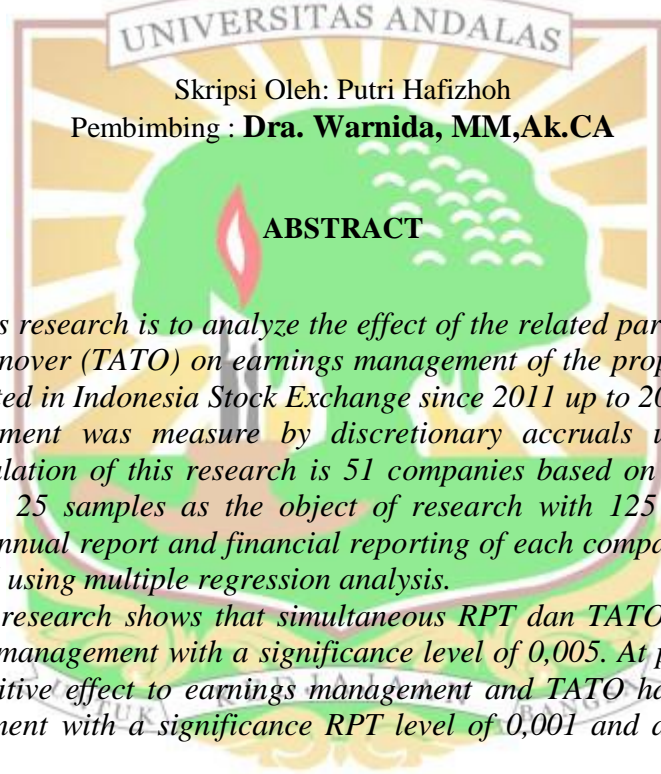 UNIVERSITAS ANDALAS
Skripsi Oleh: Putri Hafizhoh
Pembimbing : Dra. Warnida, MM,Ak.CA
ABSTRACT
s research is to analyze the effect of the related par
nover (TATO) on earnings management of the prop
ted in Indonesia Stock Exchange since 2011 up to 20
ment was measure by discretionary accruals u
lation of this research is 51 companies based on
25 samples as the object of research with 125
nnual report and financial reporting of each compa
using multiple regression analysis.
research shows that simultaneous RPT dan TATO
management with a significance level of 0,005. At p
itive effect to earnings management and TATO ha
ment with a significance RPT level of 0,001 and a
UNTUK KEDJAJAAN BANGSA